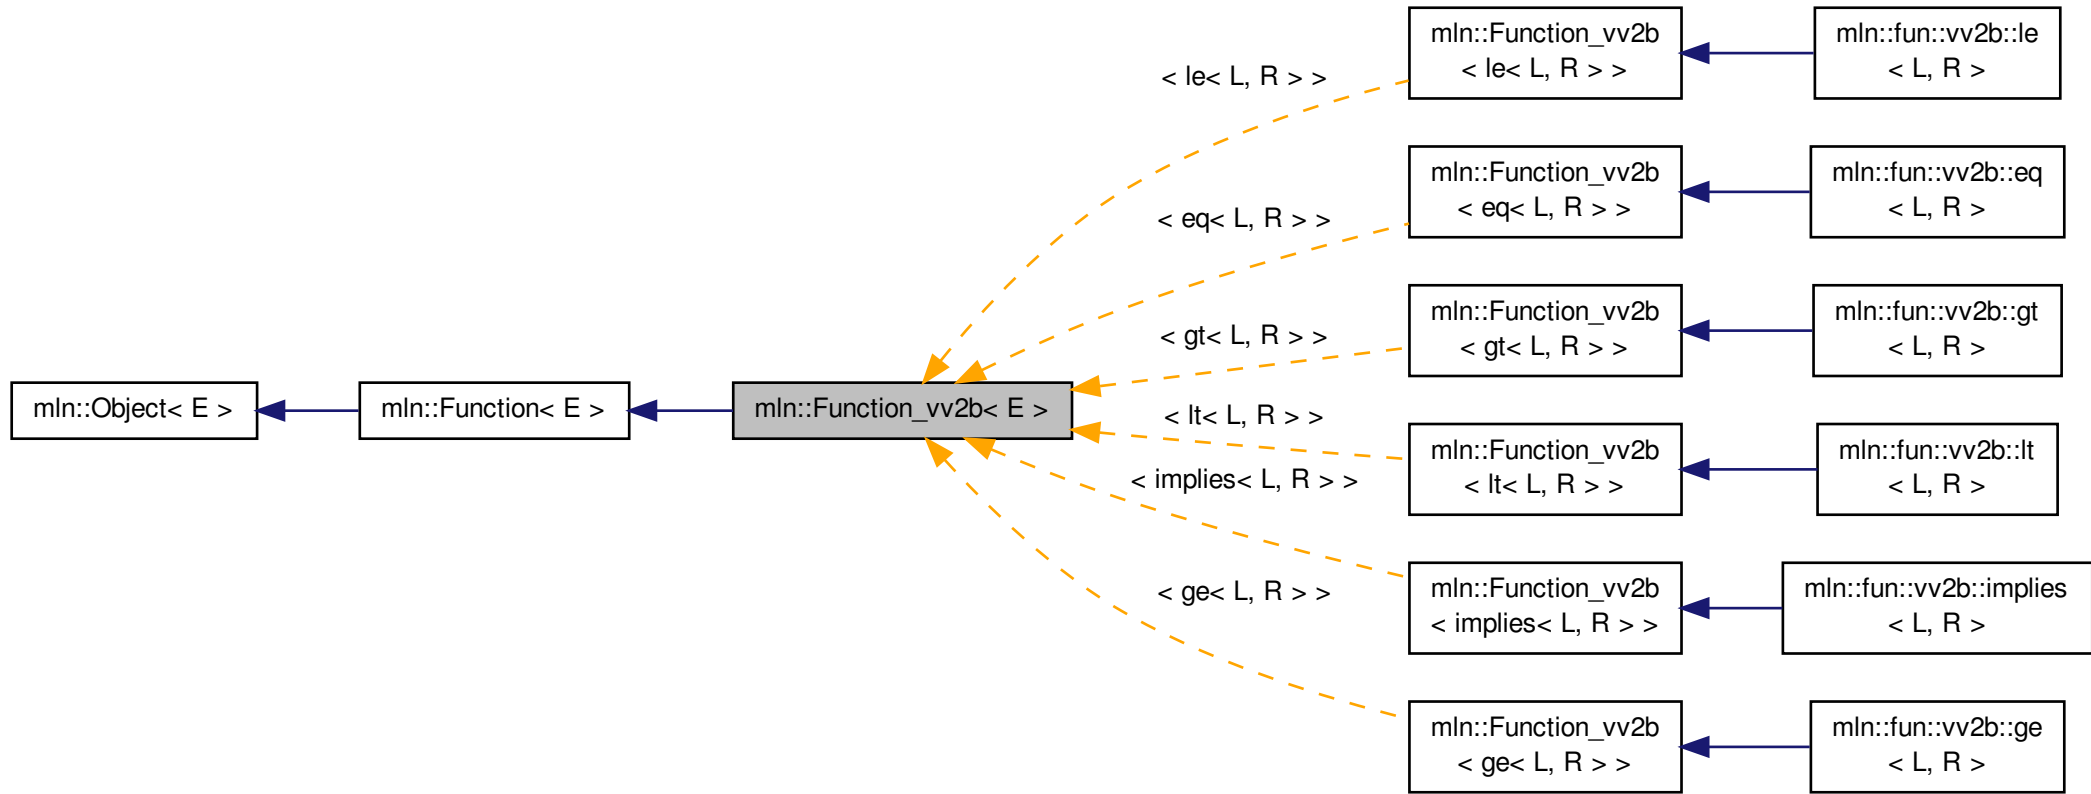 mln::Object< E >
mln::Function< E >
mln::Function_vv2b< E >
< le< L, R > >
< eq< L, R > >
< gt< L, R > >
< lt< L, R > >
< implies< L, R > >
< ge< L, R > >
mln::Function_vv2b
< le< L, R > >
mln::fun::vv2b::le
< L, R >
mln::Function_vv2b
< eq< L, R > >
mln::fun::vv2b::eq
< L, R >
mln::Function_vv2b
< gt< L, R > >
mln::fun::vv2b::gt
< L, R >
mln::Function_vv2b
< lt< L, R > >
mln::fun::vv2b::lt
< L, R >
mln::Function_vv2b
< implies< L, R > >
mln::fun::vv2b::implies
< L, R >
mln::Function_vv2b
< ge< L, R > >
mln::fun::vv2b::ge
< L, R >